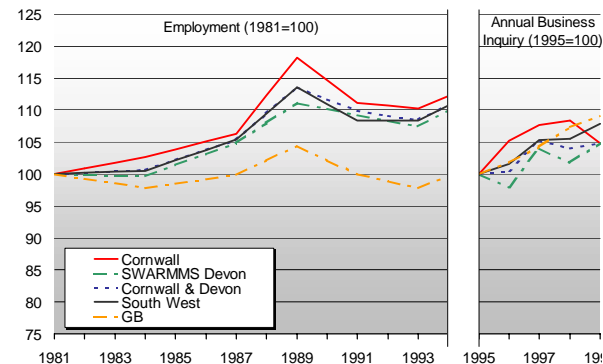 Employment (1981=100)
Annual Business
Inquiry (1995=100)
125
120
115
110
105
100
95
90
85
80
75
Cornwall
SWARMMS Devon
Cornwall & Devon
South West
GB
1981 1983 1985 1987 1989 1991 1993 1995 1997